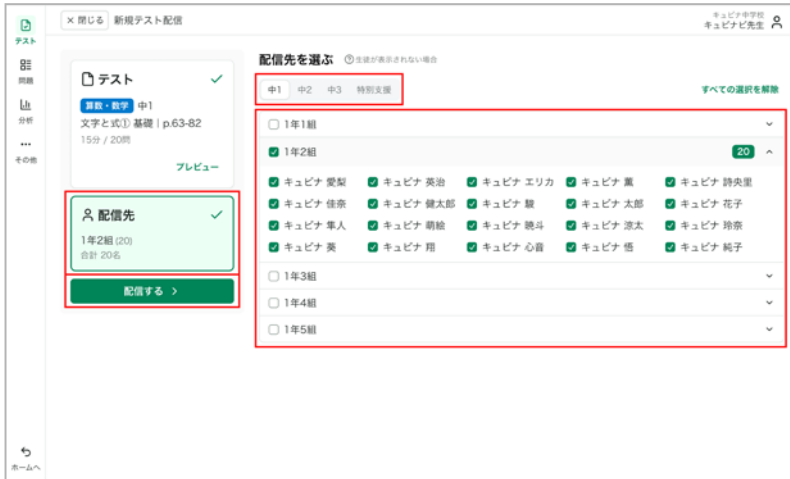 × 閉じる 新規テスト配信
キュビナ中学校
キュビナビ先生
テスト
問題
分析
その他
ホームへ
テスト
算数・数学 中1
文字と式① 基礎 | p.63-82
15分 / 20問
プレビュー
配信先
1年2組 (20)
合計 20名
配信する >
配信先を選ぶ ?生徒が表示されない場合
中1 中2 中3 特別支援 すべての選択を解除
1年1組
1年2組 20
キュビナ 愛梨 キュビナ 英治 キュビナ エリカ キュビナ 薫 キュビナ 詩央里
キュビナ 佳奈 キュビナ 健太郎 キュビナ 駿 キュビナ 太郎 キュビナ 花子
キュビナ 隼人 キュビナ 萌絵 キュビナ 暁斗 キュビナ 涼太 キュビナ 玲奈
キュビナ 葵 キュビナ 翔 キュビナ 心音 キュビナ 悟 キュビナ 純子
1年3組
1年4組
1年5組